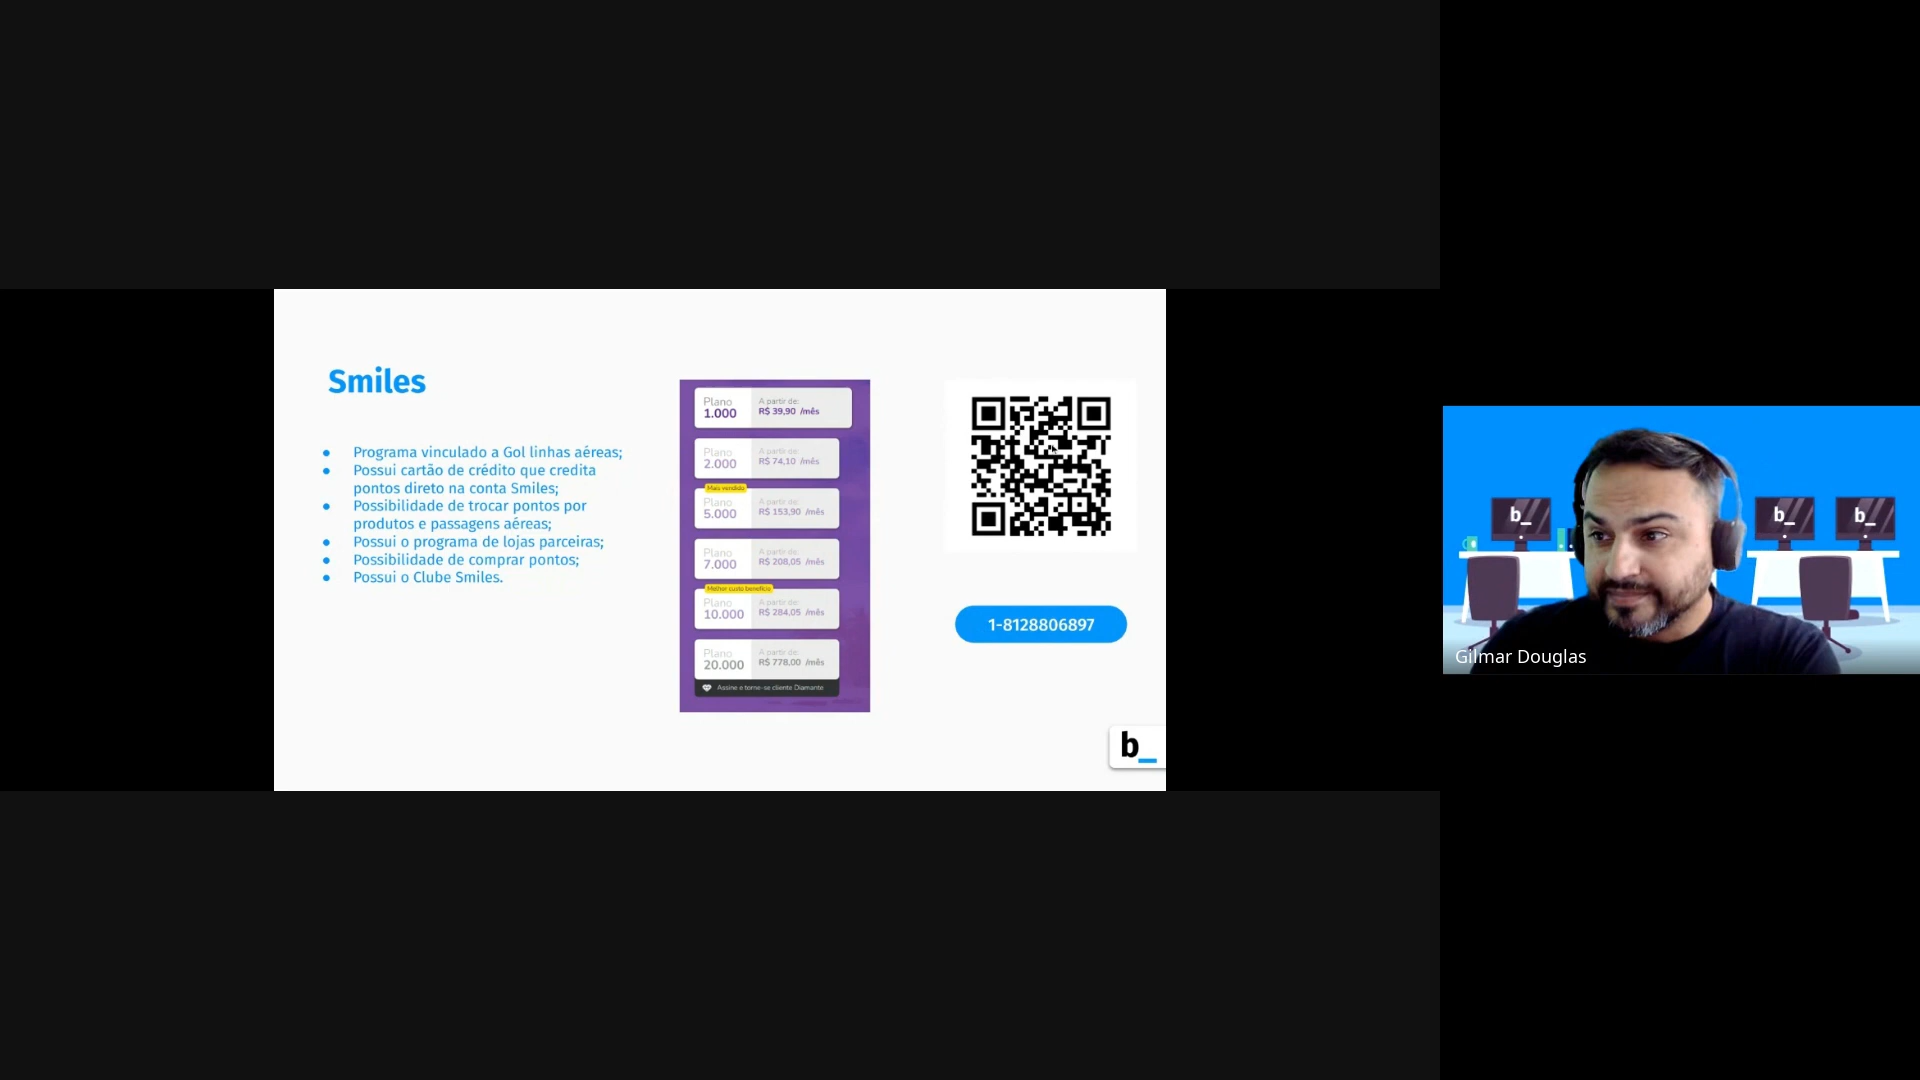 Smiles
Programa vinculado a Gol linhas aéreas;
Possui cartão de crédito que credita
pontos direto na conta Smiles;
Possibilidade de trocar pontos por
produtos e passagens aéreas;
Possui o programa de lojas parceiras;
Possibilidade de comprar pontos;
Possui o Clube Smiles.
Plano
1.000
A partir de:
R$ 39,90 /mês
Plano
2.000
A partir de:
R$ 74,10 /mês
Mais vendido
Plano
5.000
A partir de:
R$ 153,90 /mês
Plano
7.000
A partir de:
R$ 208,05 /mês
Melhor custo benefício
Plano
10.000
A partir de:
R$ 284,05 /mês
Plano
20.000
A partir de:
R$ 778,00 /mês
Assine e torne-se cliente Diamante
1-8128806897
b_
b_
b_
b_
Gilmar Douglas